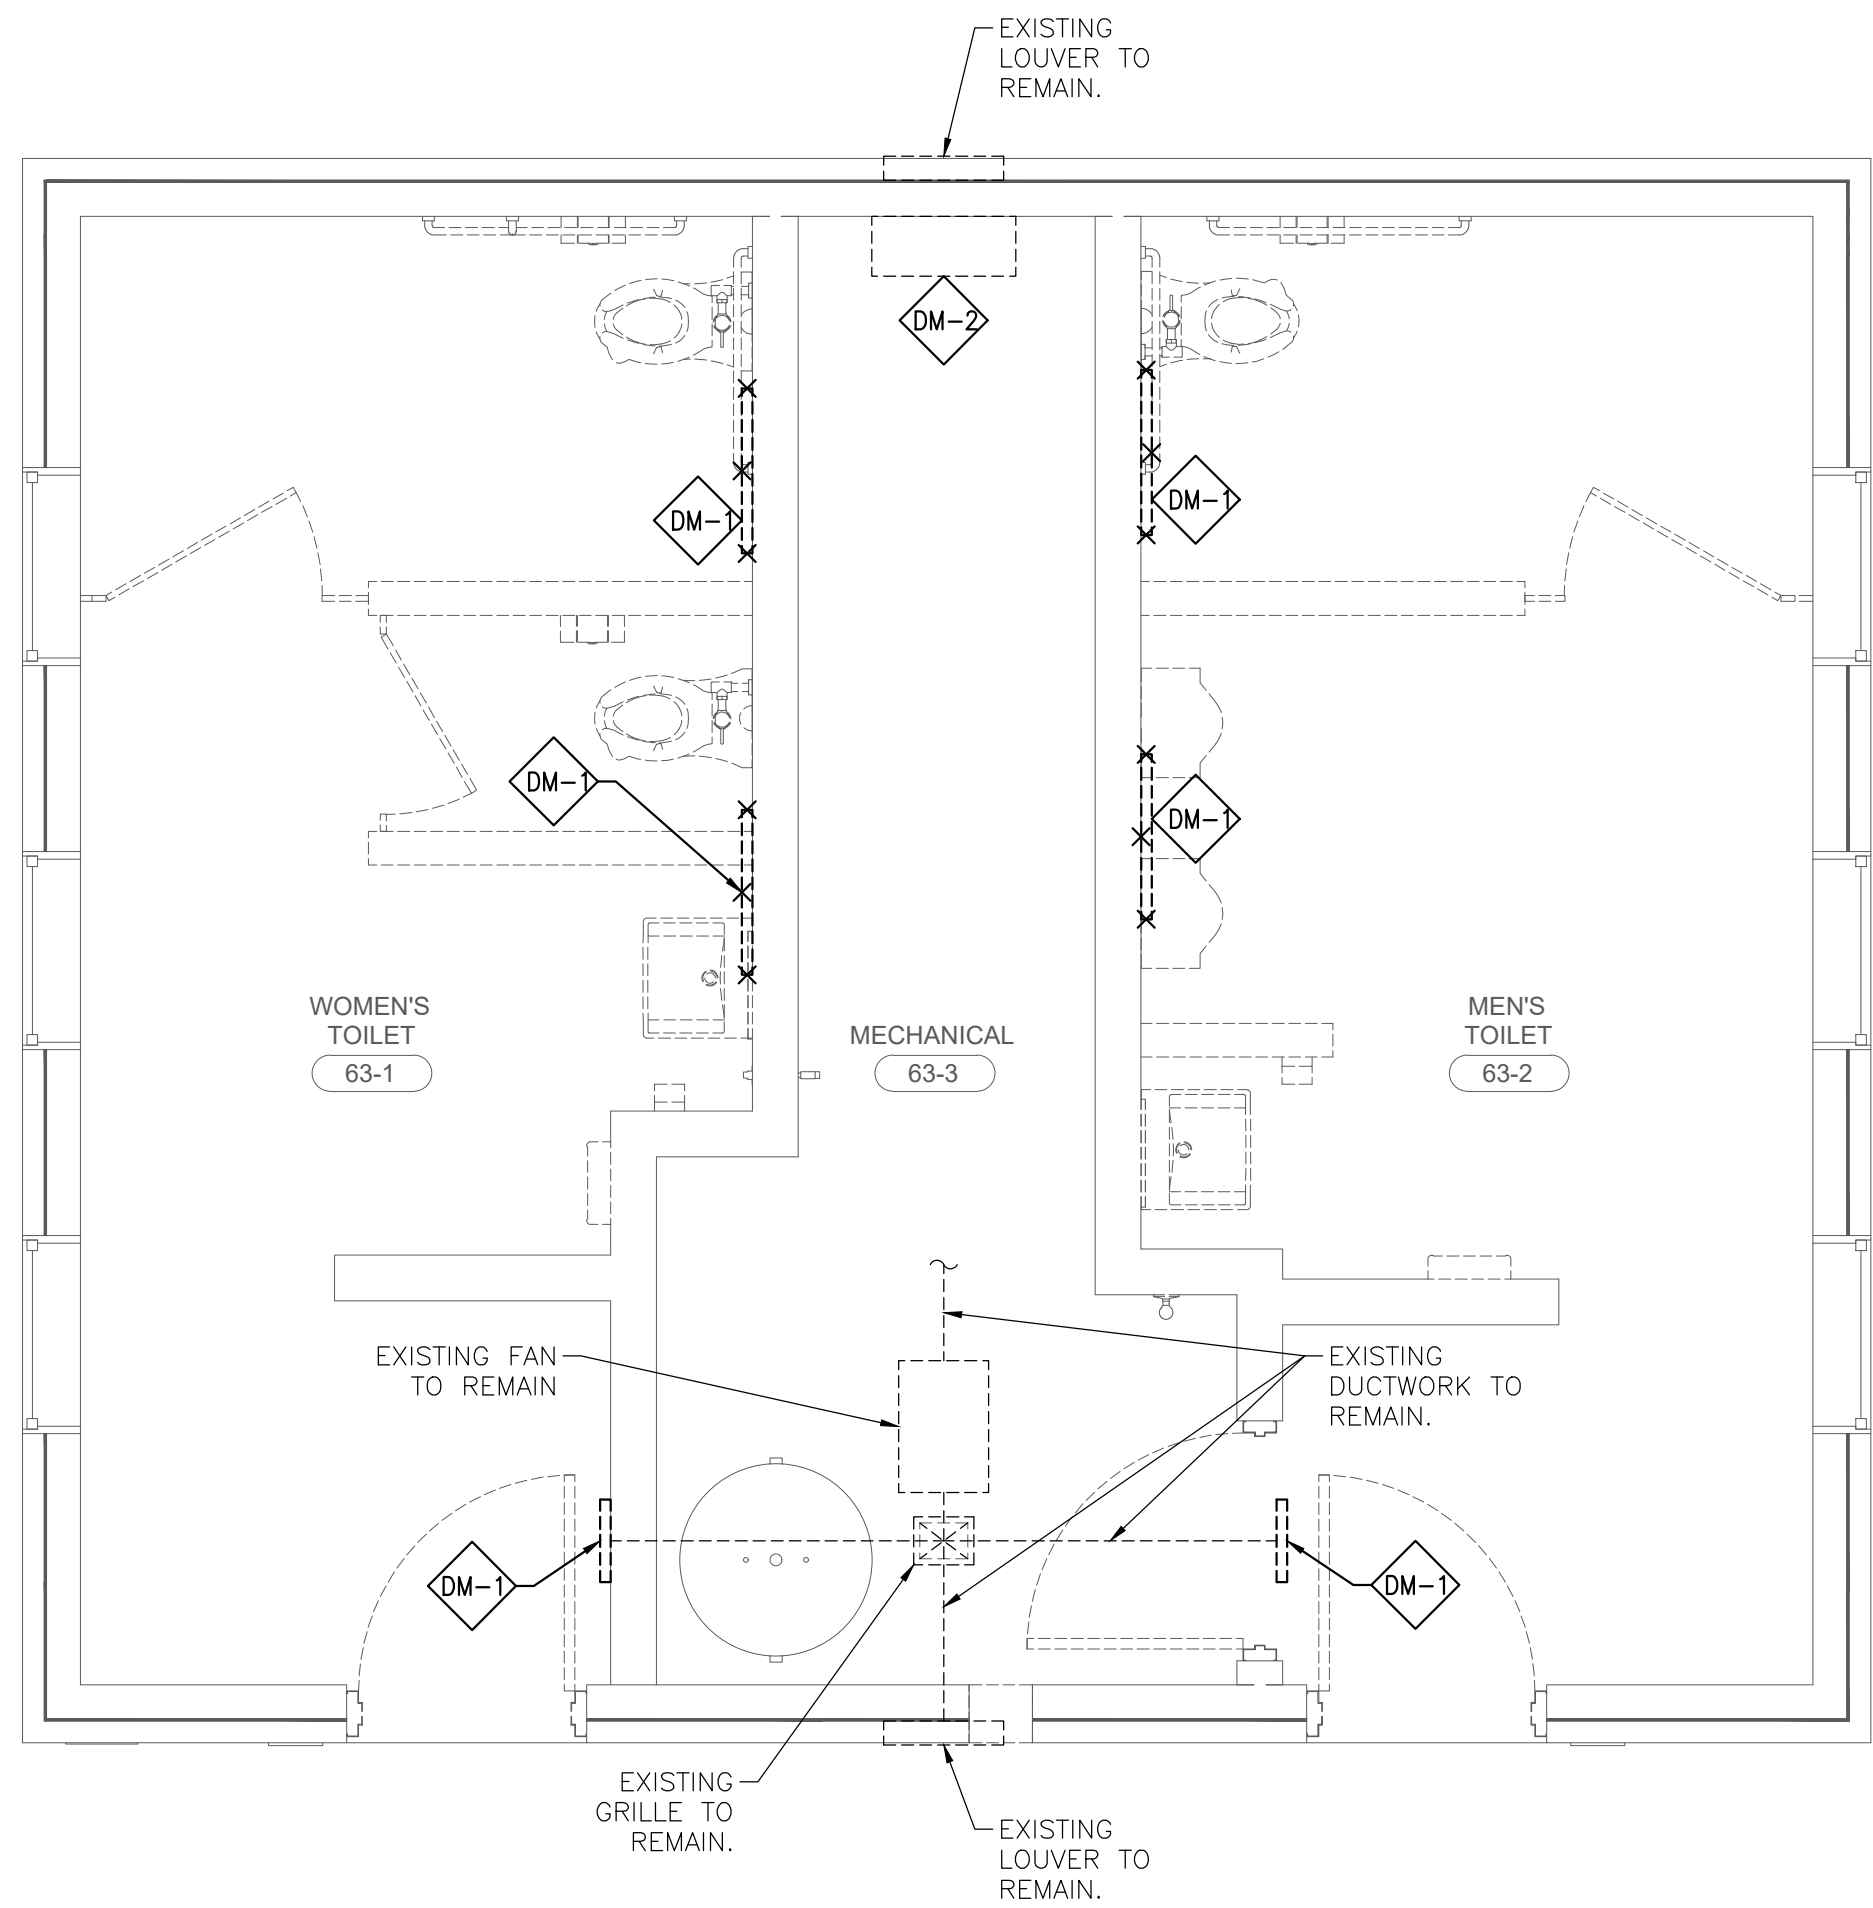 EXISTING
LOUVER TO
REMAIN.
DM-2
DM-1
DM-1
DM-1
DM-1
WOMEN'S
TOILET
63-1
MECHANICAL
63-3
MEN'S
TOILET
63-2
EXISTING FAN
TO REMAIN
EXISTING
DUCTWORK TO
REMAIN.
DM-1
DM-1
EXISTING
GRILLE TO
REMAIN.
EXISTING
LOUVER TO
REMAIN.